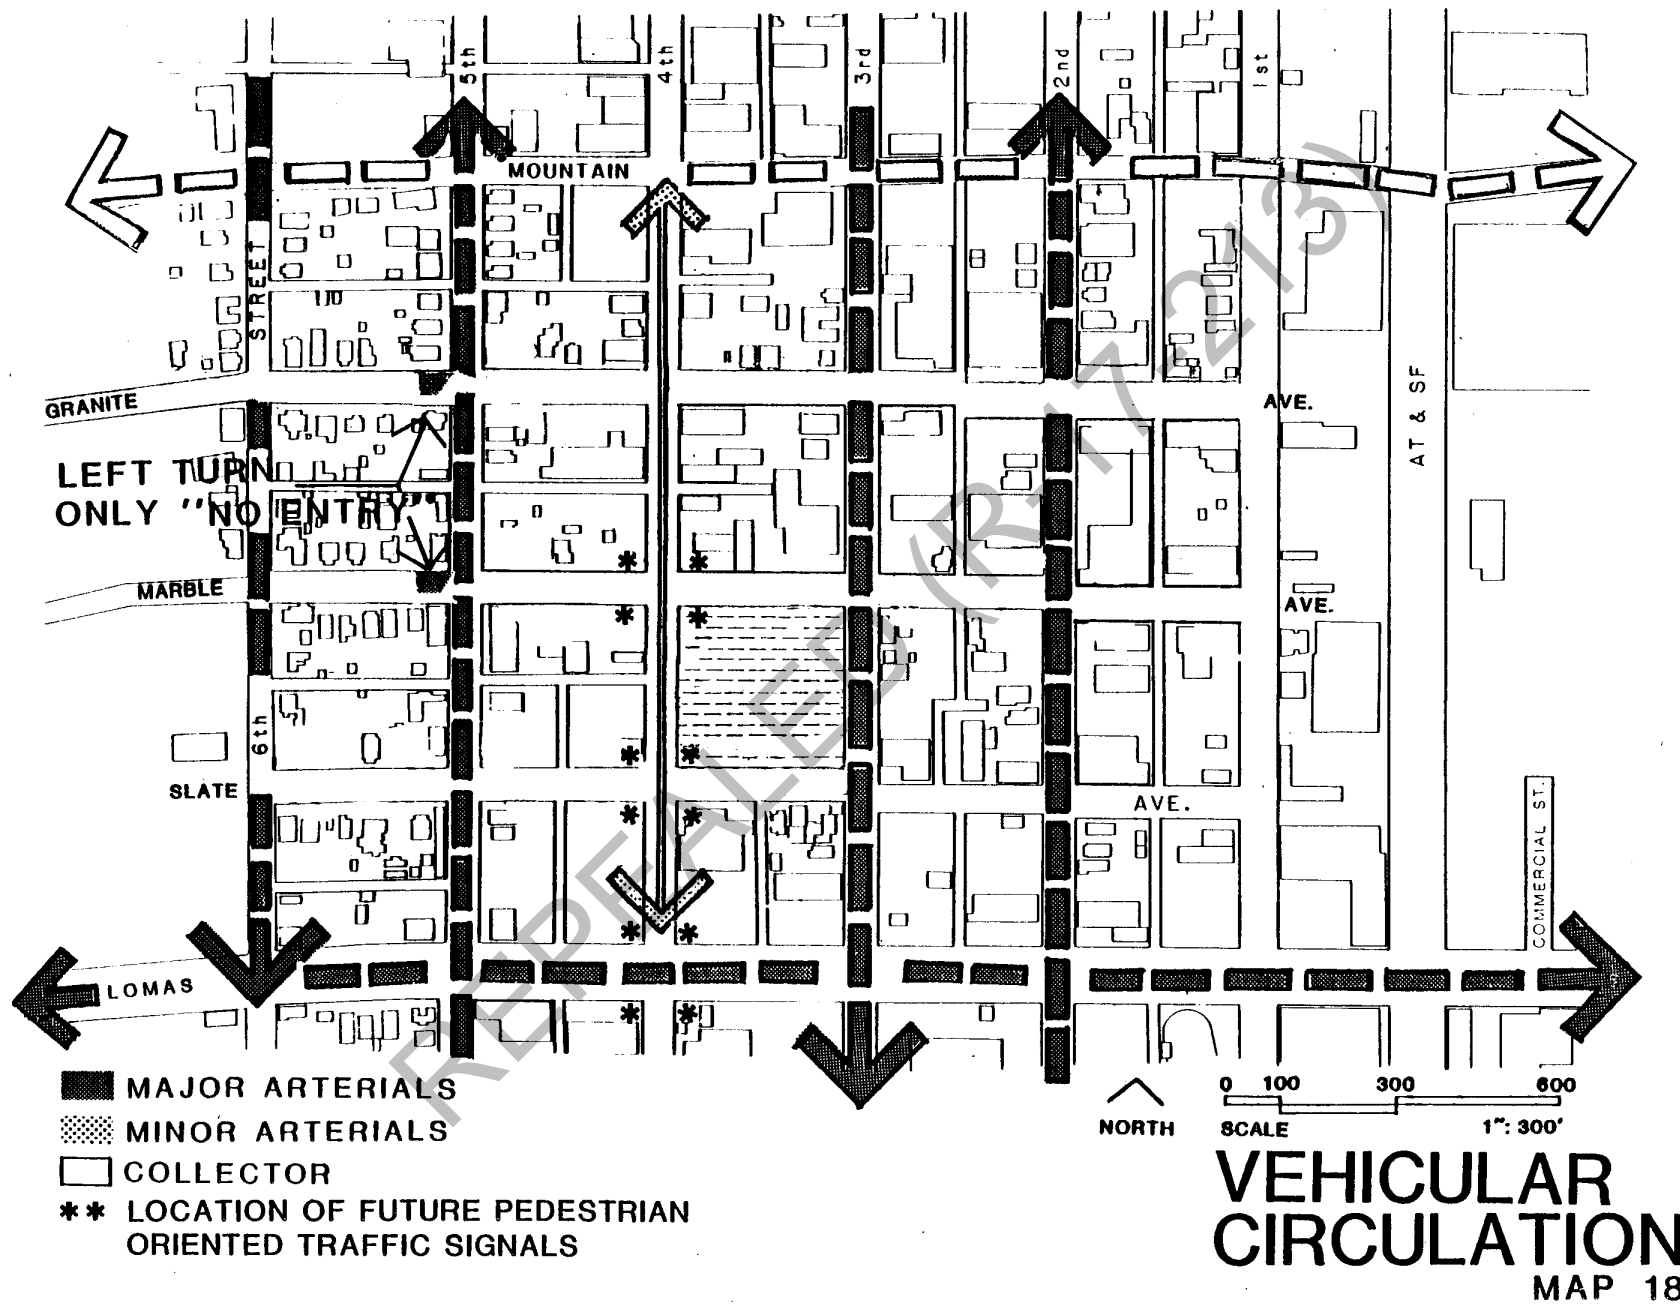 5th
4th
3rd
2nd
1st
MOUNTAIN
STREET
GRANITE
AVE.
AT & SF
LEFT TURN
ONLY "NO ENTRY"
MARBLE
AVE.
6th
SLATE
AVE.
COMMERCIAL ST.
LOMAS
REPEALED (R-17-213)
MAJOR ARTERIALS
MINOR ARTERIALS
COLLECTOR
** LOCATION OF FUTURE PEDESTRIAN
ORIENTED TRAFFIC SIGNALS
NORTH
0 100 300 600
SCALE 1": 300'
VEHICULAR
CIRCULATION
MAP 18